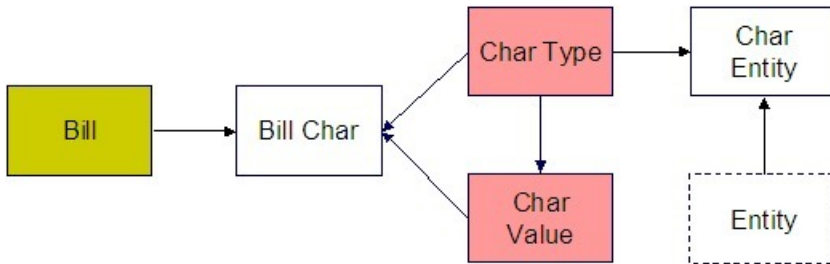 Char Type
Char
Entity
Bill
Bill Char
Char
Value
Entity